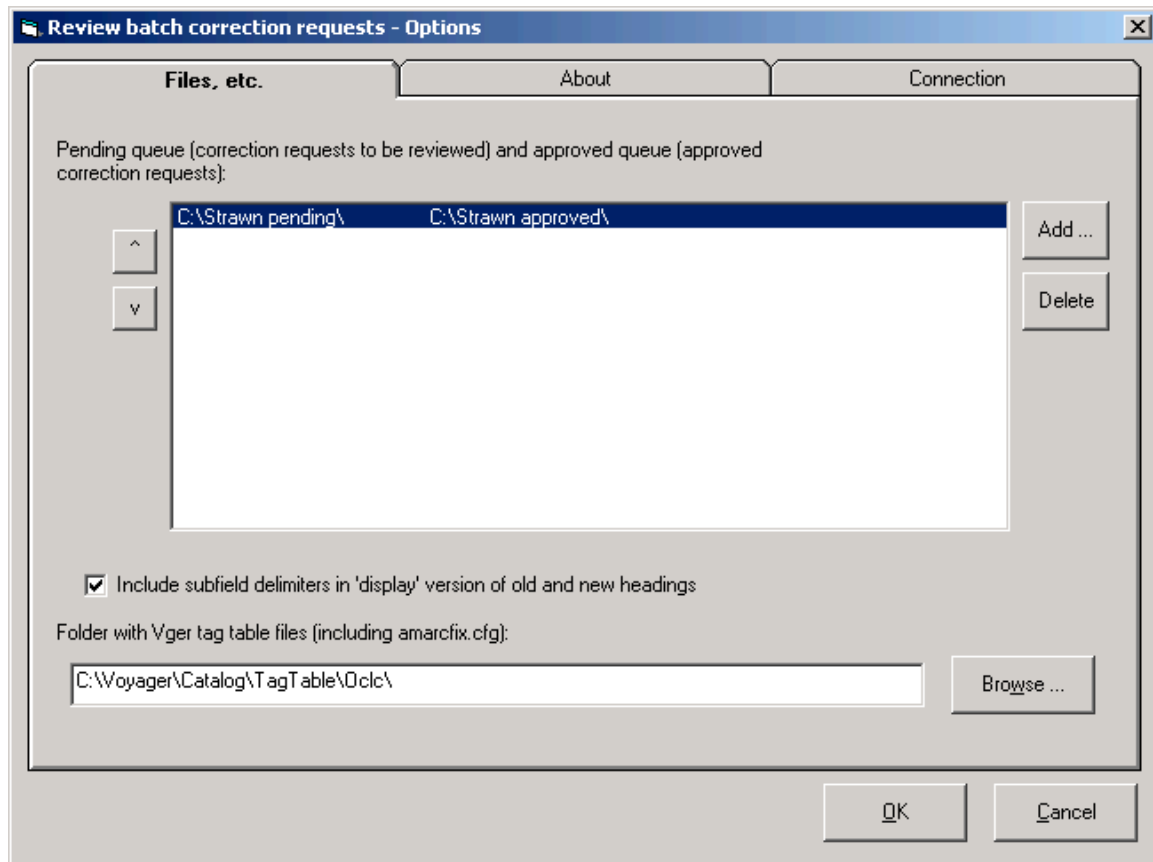 Review batch correction requests - Options
Files, etc.
About
Connection
Pending queue (correction requests to be reviewed) and approved queue (approved
correction requests):
C:\Strawn pending\ C:\Strawn approved\
^
Add ...
v
Delete
Include subfield delimiters in 'display' version of old and new headings
Folder with Vger tag table files (including amarcfix.cfg):
C:\Voyager\Catalog\TagTable\Oclc\
Browse ...
OK
Cancel